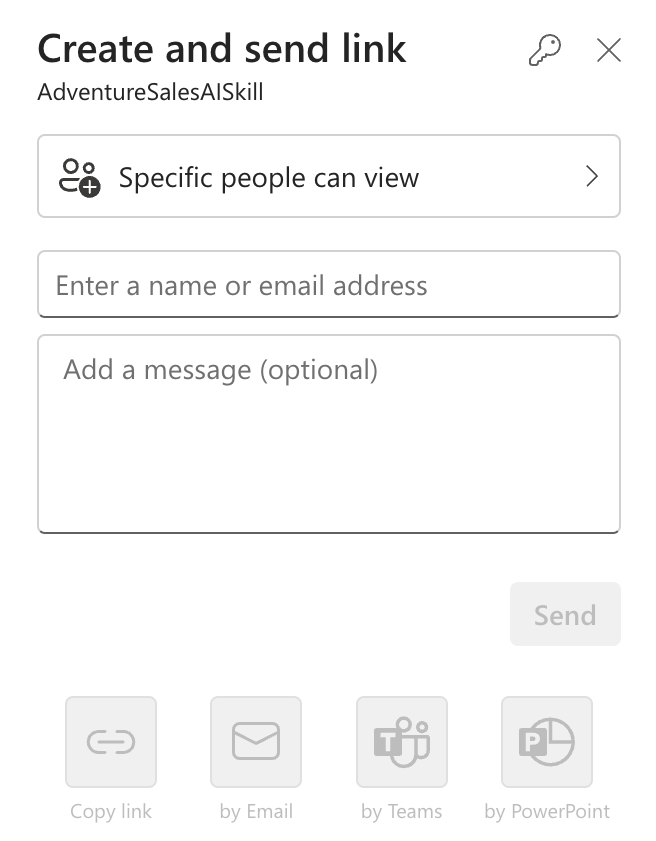 Create and send link
AdventureSalesAISkill
Specific people can view
Enter a name or email address
Add a message (optional)
Send
T
P
Copy link
by Email
by Teams
by PowerPoint